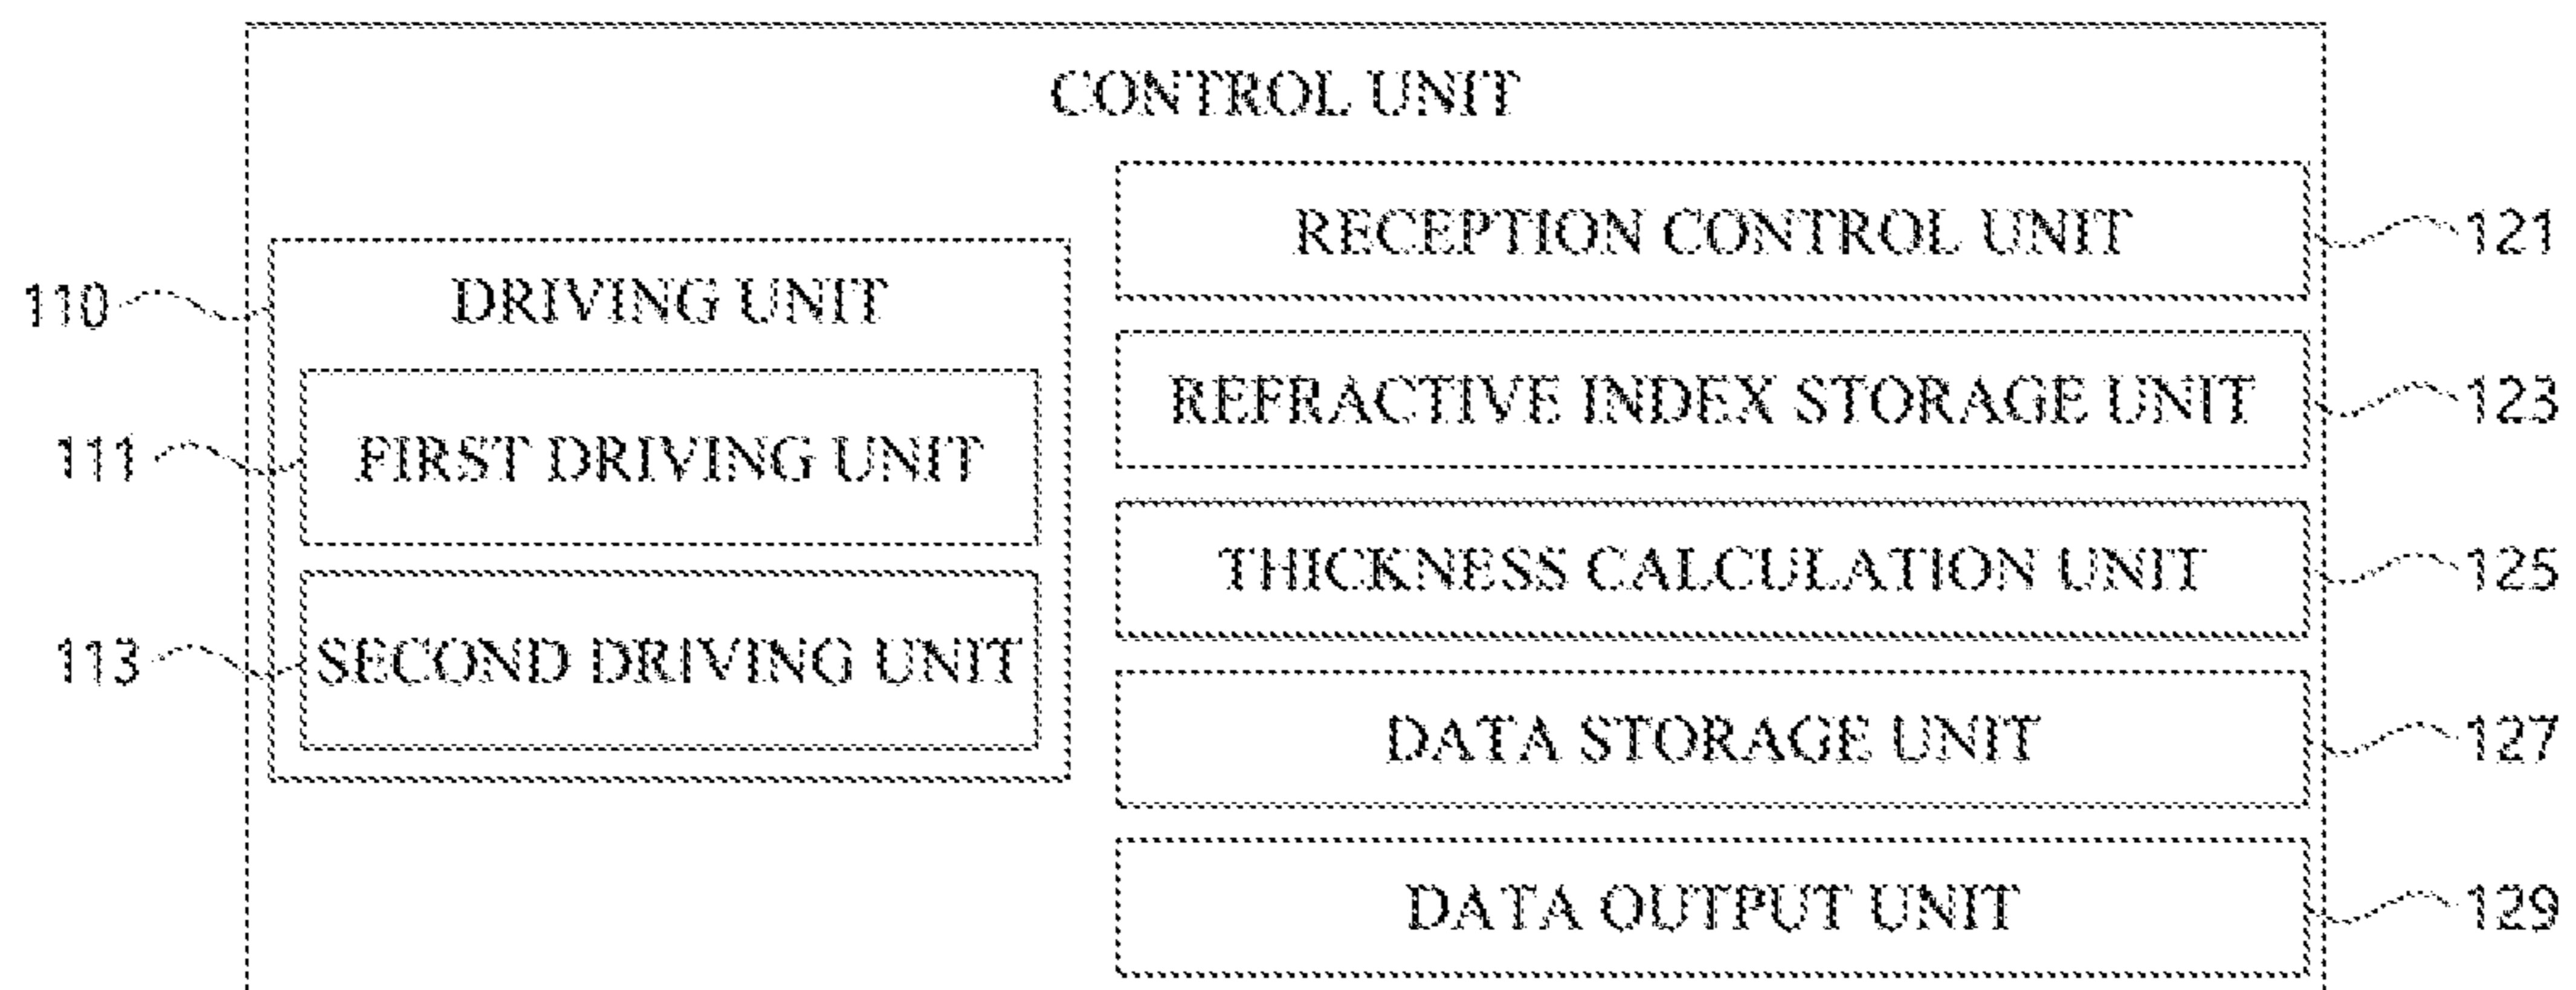 CONTROL UNIT
110
DRIVING UNIT
111
FIRST DRIVING UNIT
113
SECOND DRIVING UNIT
RECEPTION CONTROL UNIT
121
REFRACTIVE INDEX STORAGE UNIT
123
THICKNESS CALCULATION UNIT
125
DATA STORAGE UNIT
127
DATA OUTPUT UNIT
129